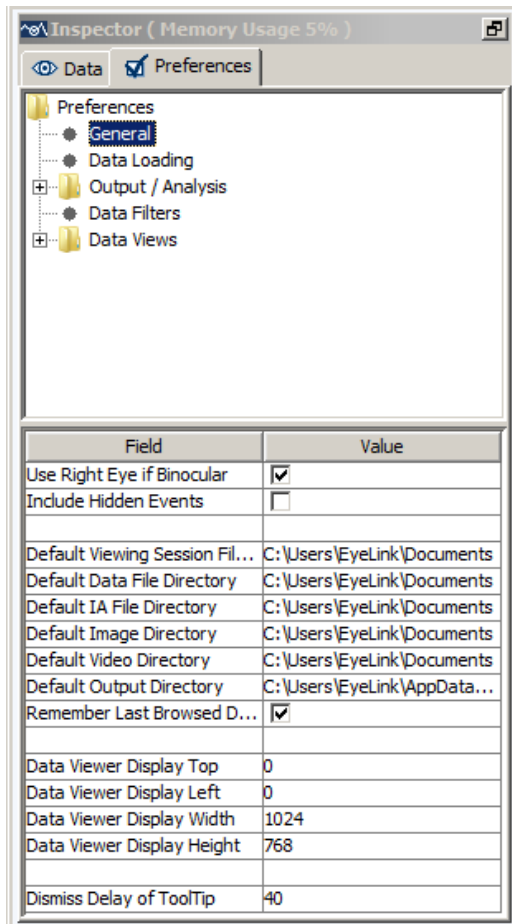 Inspector ( Memory Usage 5% )
Data Preferences
Preferences
General
Data Loading
Output / Analysis
Data Filters
Data Views
Field Value
Use Right Eye if Binocular
Include Hidden Events
Default Viewing Session Fil... C:\Users\EyeLink\Documents
Default Data File Directory C:\Users\EyeLink\Documents
Default IA File Directory C:\Users\EyeLink\Documents
Default Image Directory C:\Users\EyeLink\Documents
Default Video Directory C:\Users\EyeLink\Documents
Default Output Directory C:\Users\EyeLink\AppData...
Remember Last Browsed D...
Data Viewer Display Top 0
Data Viewer Display Left 0
Data Viewer Display Width 1024
Data Viewer Display Height 768
Dismiss Delay of ToolTip 40